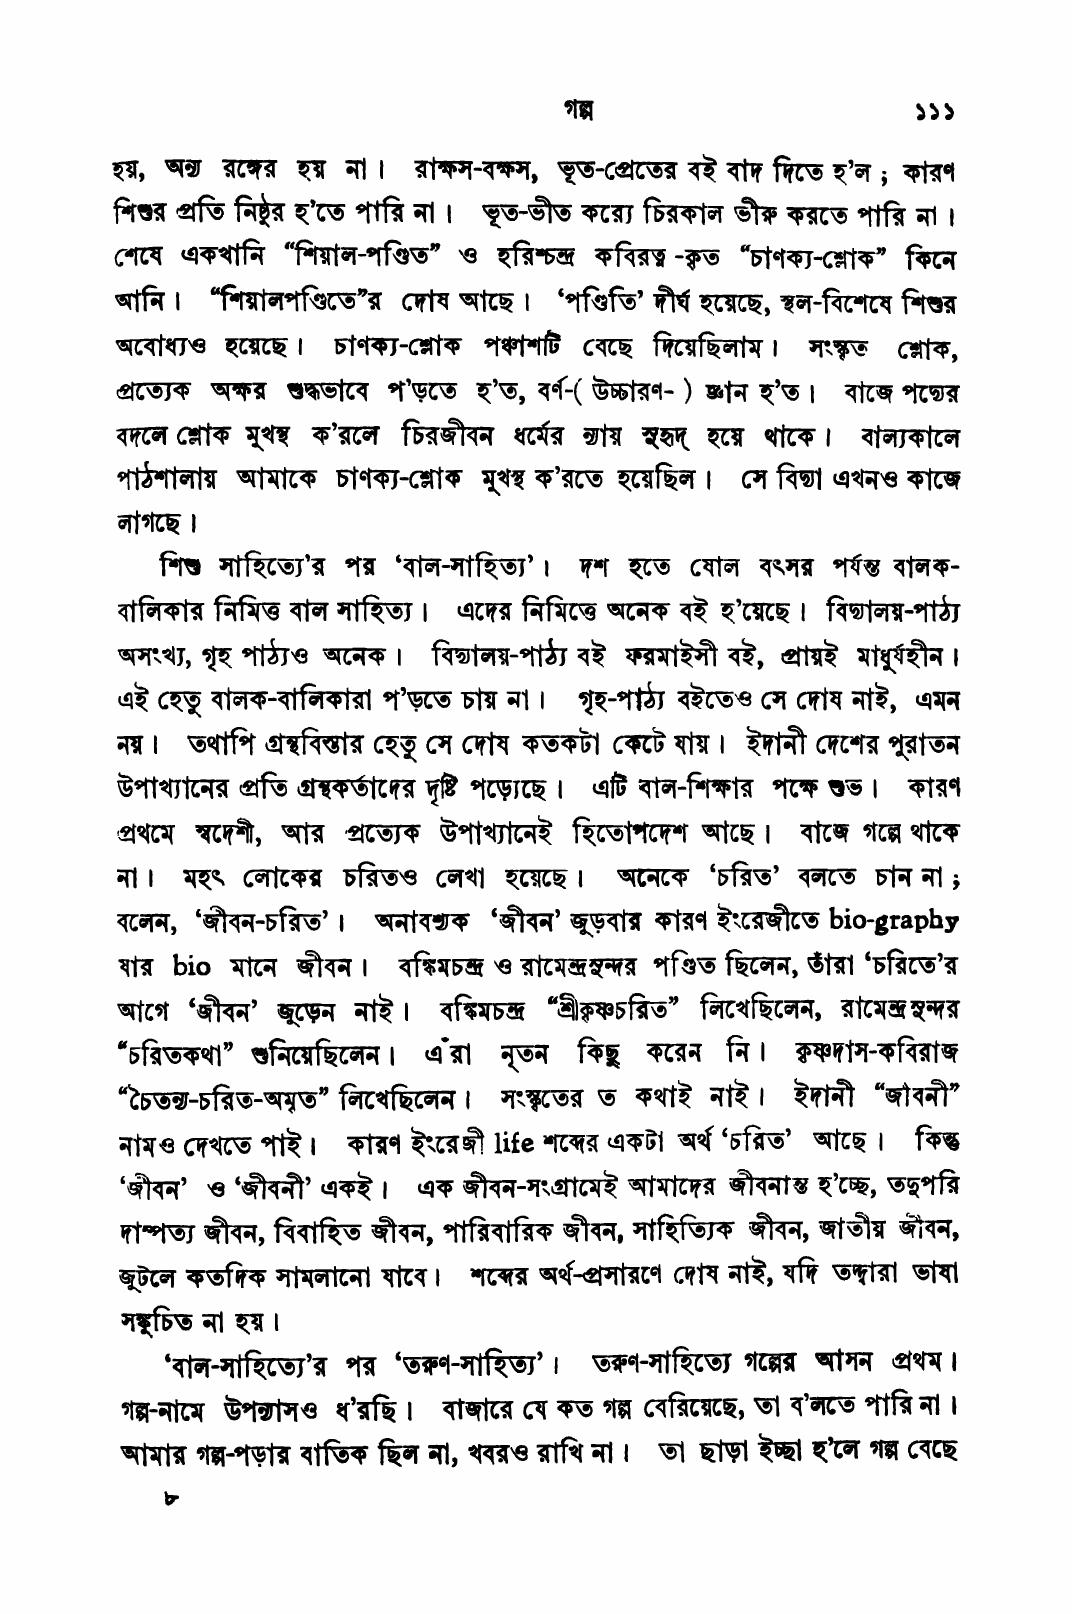 গল্প ১১১
হয়, অন্য রঙ্গের হয় না। রাক্ষস-বক্ষস, ভূত-প্রেতের বই বাদ দিতে হ’ল ; কারণ
শিশুর প্রতি নিষ্ঠুর হ’তে পারি না। ভূত-ভীত করো্য চিরকাল ভীরু করতে পারি না।
শেষে একখানি “শিয়াল-পণ্ডিত” ও হরিশ্চন্দ্র কবিরত্ন-কৃত “চাণক্য-শ্লোক” কিনে
আনি। “শিয়ালপণ্ডিতে”র দোষ আছে। ‘পণ্ডিতি’ দীর্ঘ হয়েছে, স্থল-বিশেষে শিশুর
অবোধ্যও হয়েছে। চাণক্য-শ্লোক পঞ্চাশটি বেছে দিয়েছিলাম। সংস্কৃত শ্লোক,
প্রত্যেক অক্ষর শুদ্ধভাবে প’ড়তে হ’ত, বর্ণ-( উচ্চারণ- ) জ্ঞান হ’ত। বাজে পদ্যের
বদলে শ্লোক মুখস্থ ক’রলে চিরজীবন ধর্মের ন্যায় সুহৃদ্ হয়ে থাকে। বাল্যকালে
পাঠশালায় আমাকে চাণক্য-শ্লোক মুখস্থ ক’রতে হয়েছিল। সে বিদ্যা এখনও কাজে
লাগছে।
শিশু সাহিত্যে’র পর ‘বাল-সাহিত্য’। দশ হতে ষোল বৎসর পর্যন্ত বালক-
বালিকার নিমিত্ত বাল সাহিত্য। এদের নিমিত্তে অনেক বই হ’য়েছে। বিদ্যালয়-পাঠ্য
অসংখ্য, গৃহ পাঠ্যও অনেক। বিদ্যালয়-পাঠ্য বই ফরমাইসী বই, প্রায়ই মাধুর্যহীন।
এই হেতু বালক-বালিকারা প’ড়তে চায় না। গৃহ-পাঠ্য বইতেও সে দোষ নাই, এমন
নয়। তথাপি গ্রন্থবিস্তার হেতু সে দোষ কতকটা কেটে যায়। ইদানী দেশের পুরাতন
উপাখ্যানের প্রতি গ্রন্থকর্তাদের দৃষ্টি পড়্যেছে। এটি বাল-শিক্ষার পক্ষে শুভ। কারণ
প্রথমে স্বদেশী, আর প্রত্যেক উপাখ্যানেই হিতোপদেশ আছে। বাজে গল্পে থাকে
না। মহৎ লোকের চরিতও লেখা হয়েছে। অনেকে ‘চরিত’ বলতে চান না ;
বলেন, ‘জীবন-চরিত’। অনাবশ্যক ‘জীবন’ জুড়বার কারণ ইংরেজীতে bio-graphy
যার bio মানে জীবন। বঙ্কিমচন্দ্র ও রামেন্দ্রসুন্দর পণ্ডিত ছিলেন, তাঁরা ‘চরিতে’র
আগে ‘জীবন’ জুড়েন নাই। বঙ্কিমচন্দ্র “শ্রীকৃষ্ণচরিত” লিখেছিলেন, রামেন্দ্রসুন্দর
“চরিতকথা” শুনিয়েছিলেন। এঁরা নূতন কিছু করেন নি। কৃষ্ণদাস-কবিরাজ
“চৈতন্য-চরিত-অমৃত” লিখেছিলেন। সংস্কৃতের ত কথাই নাই। ইদানী “জীবনী”
নামও দেখতে পাই। কারণ ইংরেজী life শব্দের একটা অর্থ ‘চরিত’ আছে। কিন্তু
‘জীবন’ ও ‘জীবনী’ একই। এক জীবন-সংগ্রামেই আমাদের জীবনান্ত হ’চ্ছে, তদুপরি
দাম্পত্য জীবন, বিবাহিত জীবন, পারিবারিক জীবন, সাহিত্যিক জীবন, জাতীয় জীবন,
জুটলে কতদিক সামলানো যাবে। শব্দের অর্থ-প্রসারণে দোষ নাই, যদি তদ্দ্বারা ভাষা
সঙ্কুচিত না হয়।
‘বাল-সাহিত্যে’র পর ‘তরুণ-সাহিত্য’। তরুণ-সাহিত্যে গল্পের আসন প্রথম।
গল্প-নামে উপন্যাসও ধ’রছি। বাজারে যে কত গল্প বেরিয়েছে, তা ব’লতে পারি না।
আমার গল্প-পড়ার বাতিক ছিল না, খবরও রাখি না। তা ছাড়া ইচ্ছা হ’লে গল্প বেছে
৮